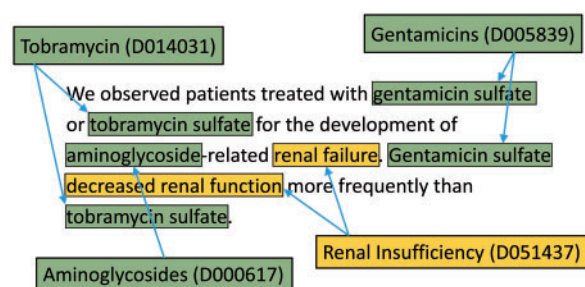 Tobramycin (D014031)
Gentamicins (D005839)
We observed patients treated with gentamicin sulfate
or tobramycin sulfate for the development of
aminoglycoside-related renal failure. Gentamicin sulfate
decreased renal function more frequently than
tobramycin sulfate.
Renal Insufficiency (D051437)
Aminoglycosides (D000617)